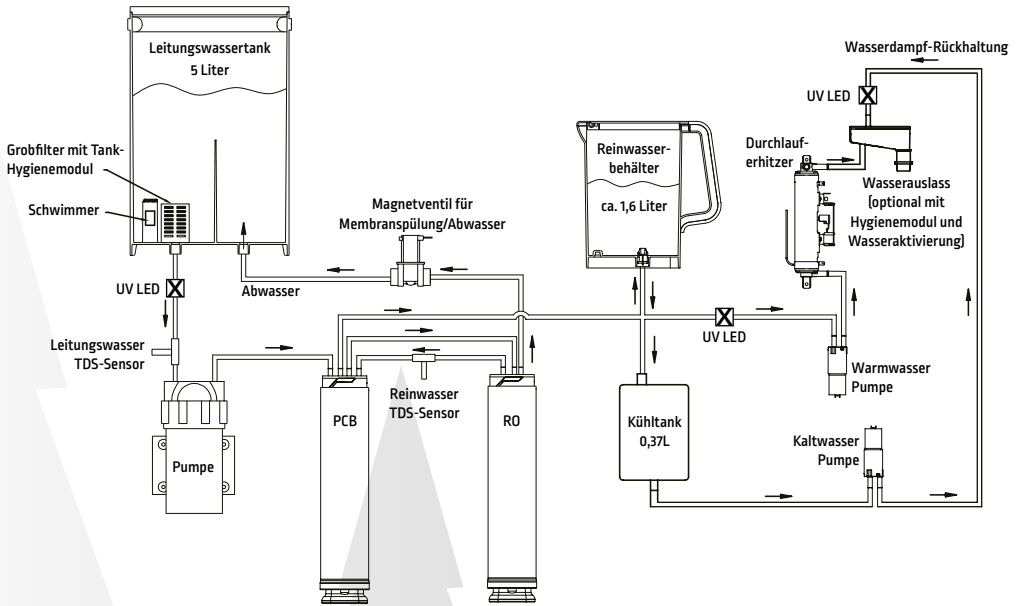 Leitungswassertank
5 Liter
Grobfilter mit Tank-
Hygienemodul
Schwimmer
UV LED
Abwasser
Magnetventil für
Membranspülung/Abwasser
Leitungswasser
TDS-Sensor
Pumpe
PCB
Reinwasser
TDS-Sensor
RO
Reinwasser-
behälter
ca. 1,6 Liter
Kühltank
0,37L
UV LED
Wasserdampf-Rückhaltung
UV LED
Durchlauf-
erhitzer
Wasserauslass
(optional mit
Hygienemodul und
Wasseraktivierung)
Warmwasser
Pumpe
Kaltwasser
Pumpe